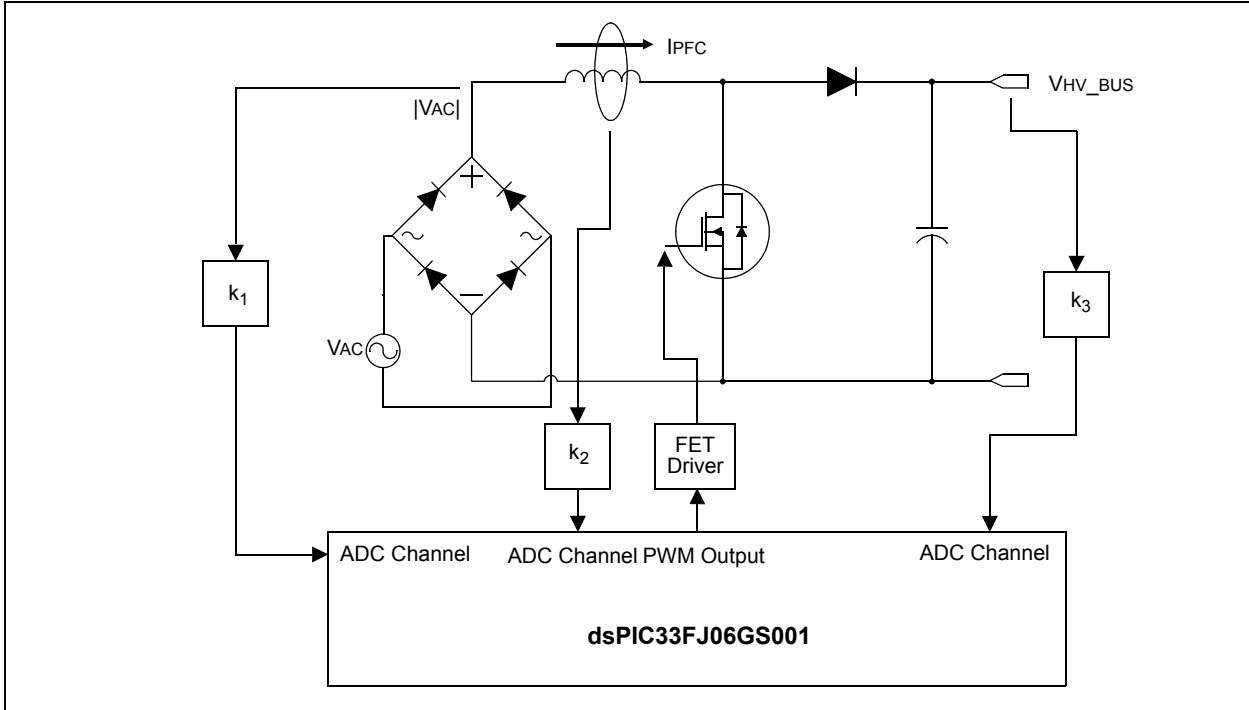 IPFC
|VAC|
VHV_BUS
k1
k3
VAC
k2
FET
Driver
ADC Channel
ADC Channel
PWM Output
ADC Channel
dsPIC33FJ06GS001